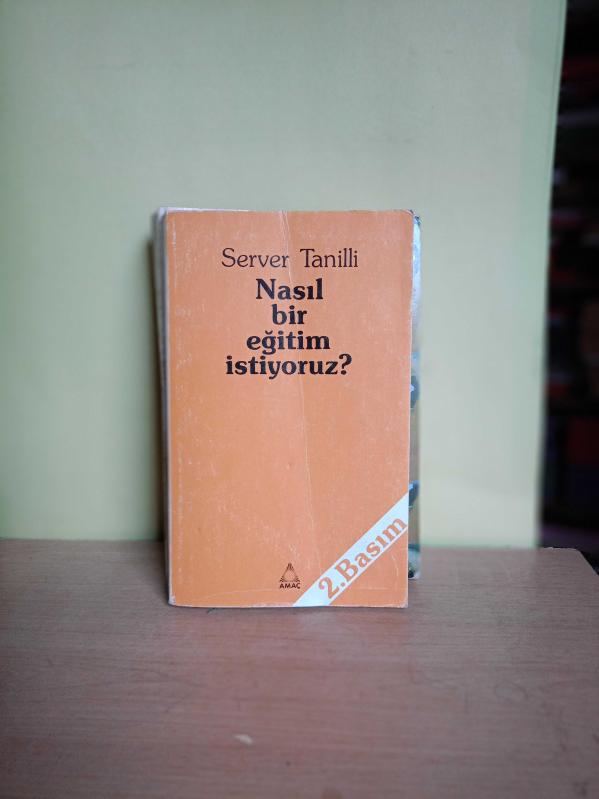 Server Tanilli
Nasıl
bir
eğitim
istiyoruz?
2.Basım
AMAÇ